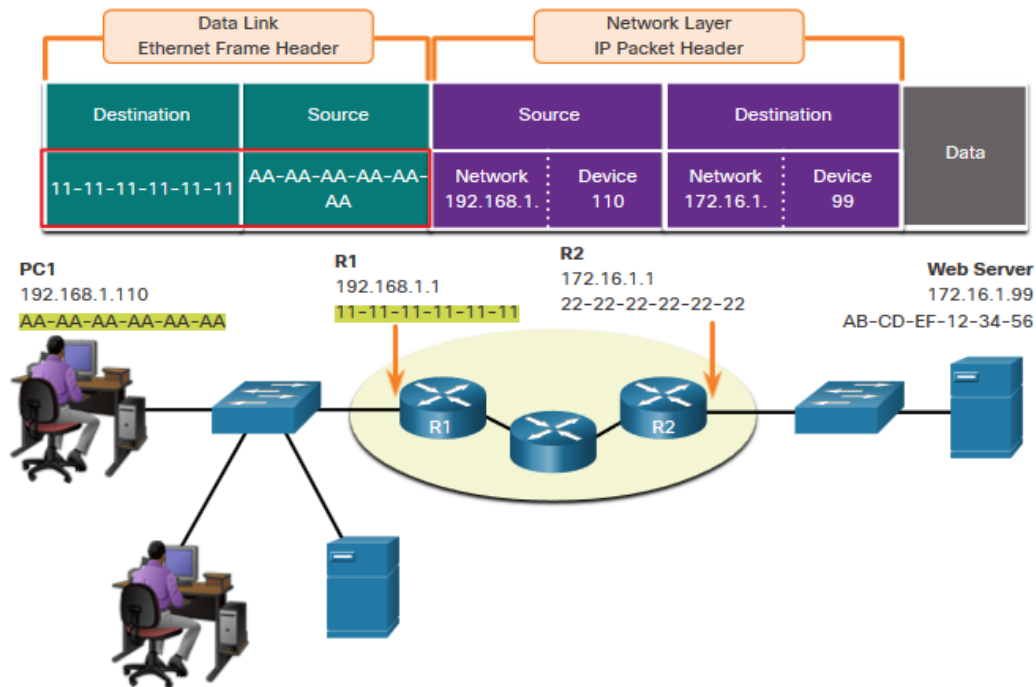 Data Link
Ethernet Frame Header
Network Layer
IP Packet Header
Destination
Source
Source
Destination
Data
11-11-11-11-11-11
AA-AA-AA-AA-AA-
AA
Network
192.168.1.
Device
110
Network
172.16.1.
Device
99
PC1
192.168.1.110
AA-AA-AA-AA-AA-AA
R1
192.168.1.1
11-11-11-11-11-11
R2
172.16.1.1
22-22-22-22-22-22
Web Server
172.16.1.99
AB-CD-EF-12-34-56
R1
R2